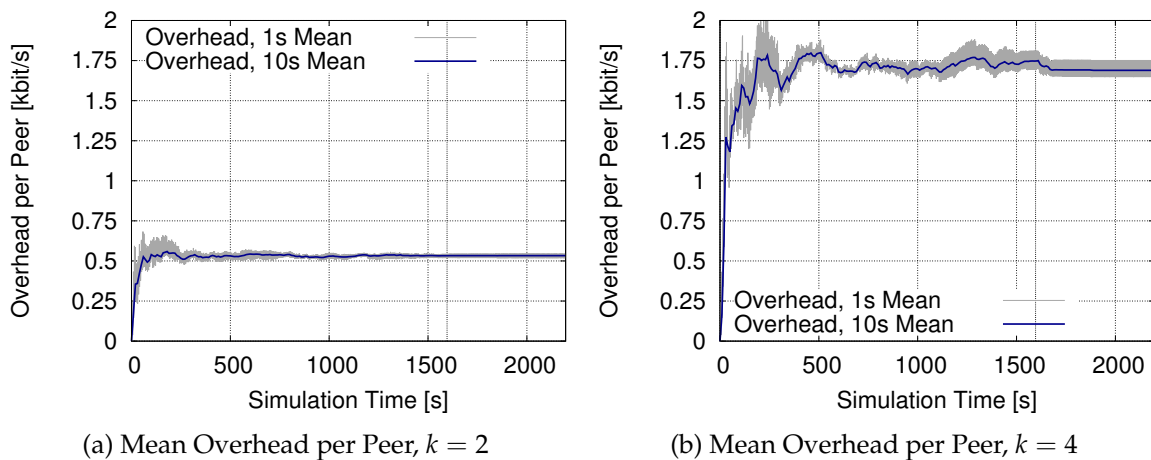 Overhead per Peer [kbit/s]
2
1.75
1.5
1.25
1
0.75
0.5
0.25
0
Overhead, 1s Mean
Overhead, 10s Mean
0 500 1000 1500 2000
Simulation Time [s]
(a) Mean Overhead per Peer, k = 2
Overhead per Peer [kbit/s]
2
1.75
1.5
1.25
1
0.75
0.5
0.25
0
Overhead, 1s Mean
Overhead, 10s Mean
0 500 1000 1500 2000
Simulation Time [s]
(b) Mean Overhead per Peer, k = 4